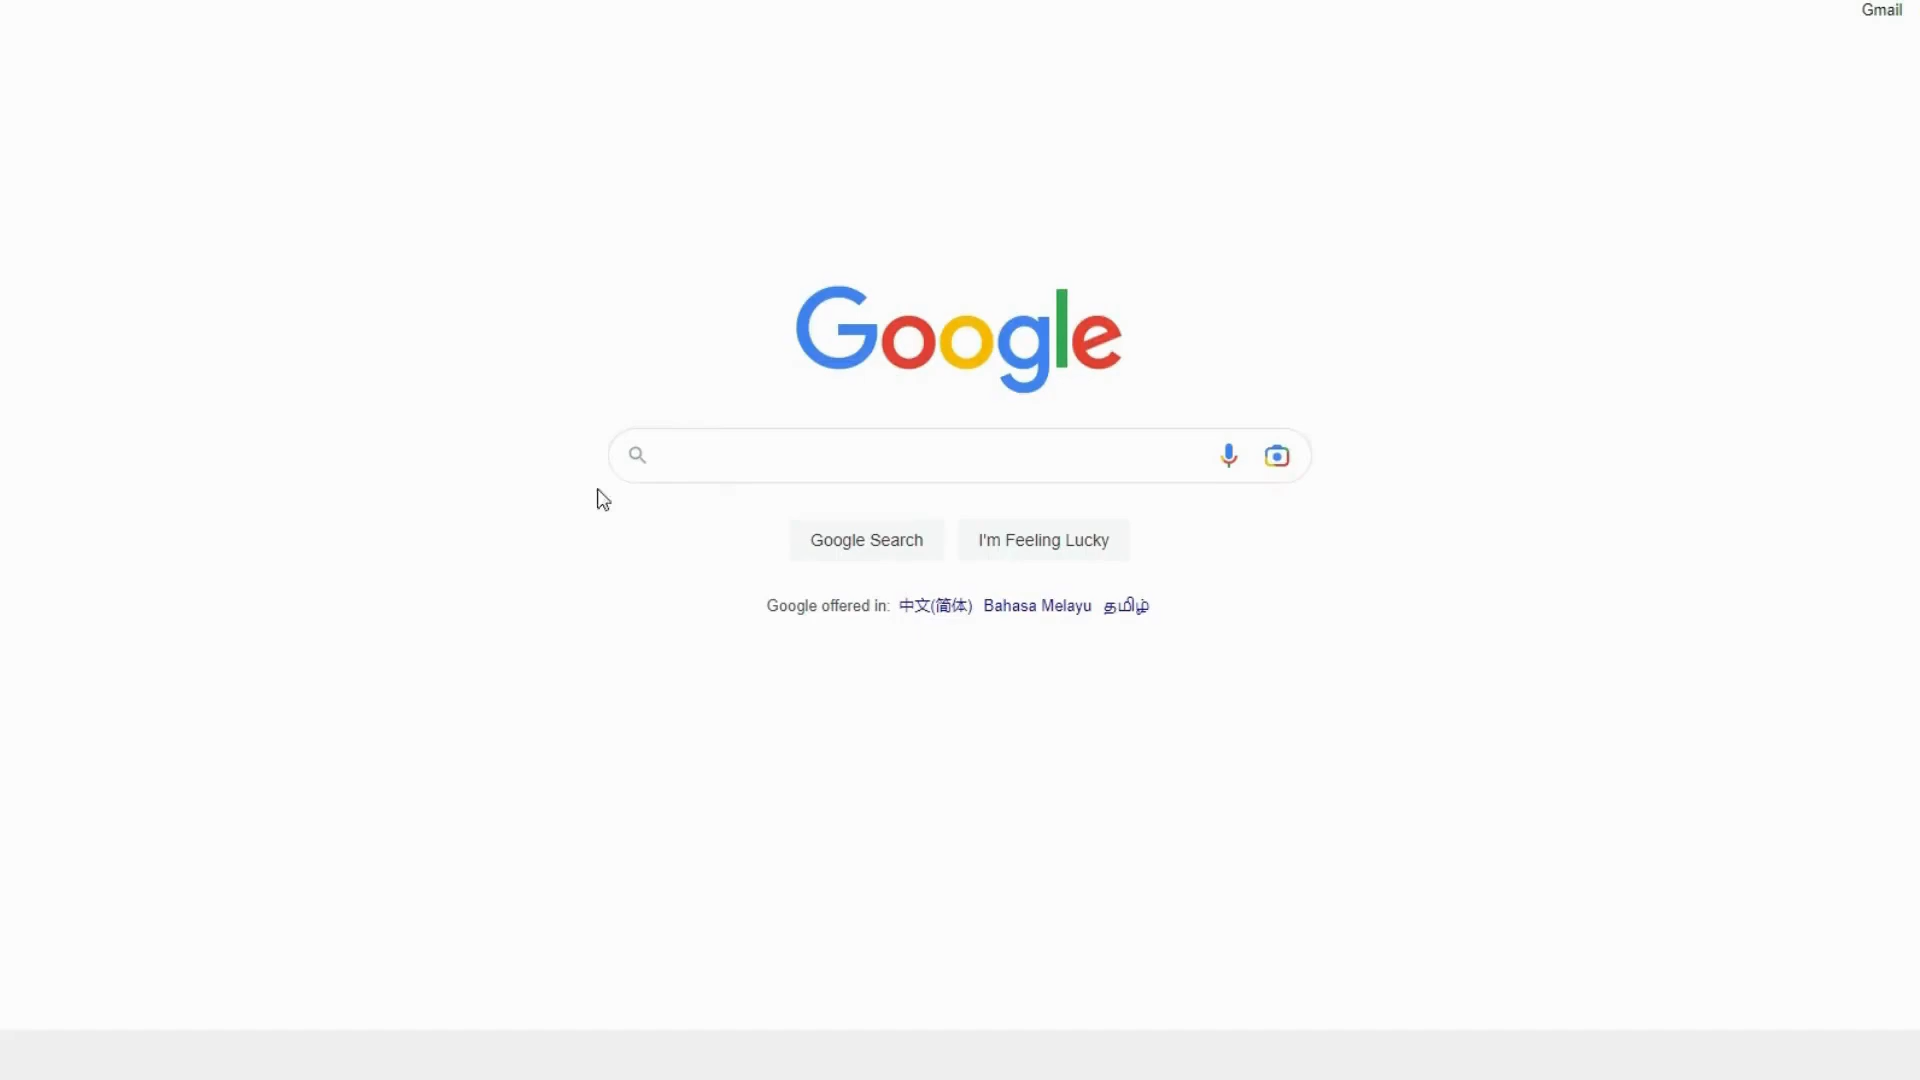 Gmail
Google
Google Search
I'm Feeling Lucky
Google offered in: 中文(简体) Bahasa Melayu தமிழ்